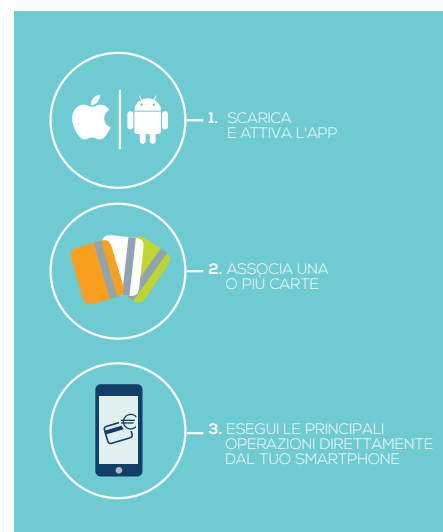 1. SCARICA
E ATTIVA L'APP
2. ASSOCIA UNA
O PIÙ CARTE
3. ESEGUI LE PRINCIPALI
OPERAZIONI DIRETTAMENTE
DAL TUO SMARTPHONE